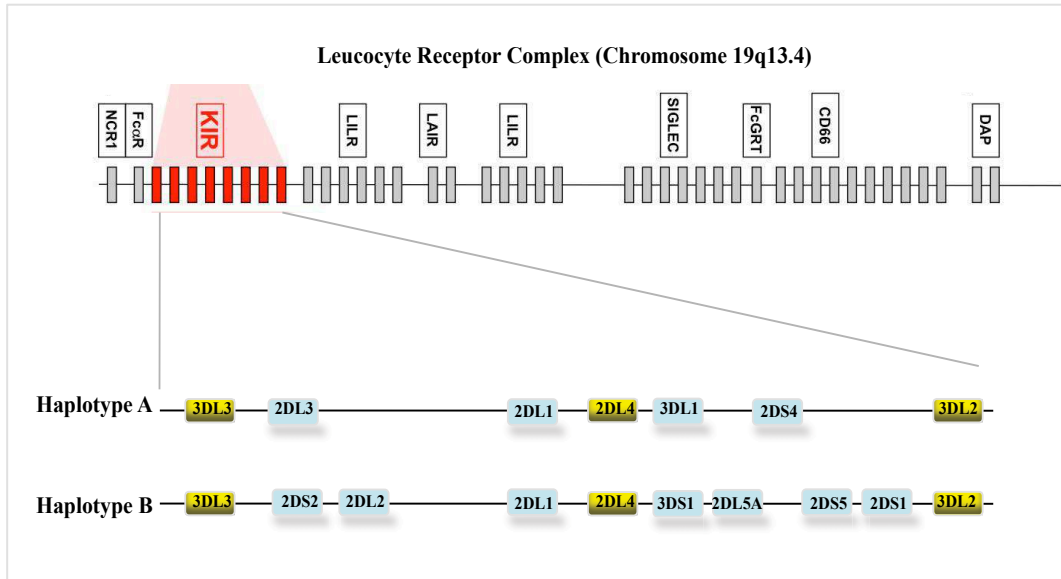 Leucocyte Receptor Complex (Chromosome 19q13.4)
NCR1
FcαR
KIR
LILR
LAIR
LILR
SIGLEC
FcGRT
CD66
DAP
Haplotype A
3DL3
2DL3
2DL1
2DL4
3DL1
2DS4
3DL2
Haplotype B
3DL3
2DS2
2DL2
2DL1
2DL4
3DS1
2DL5A
2DS5
2DS1
3DL2